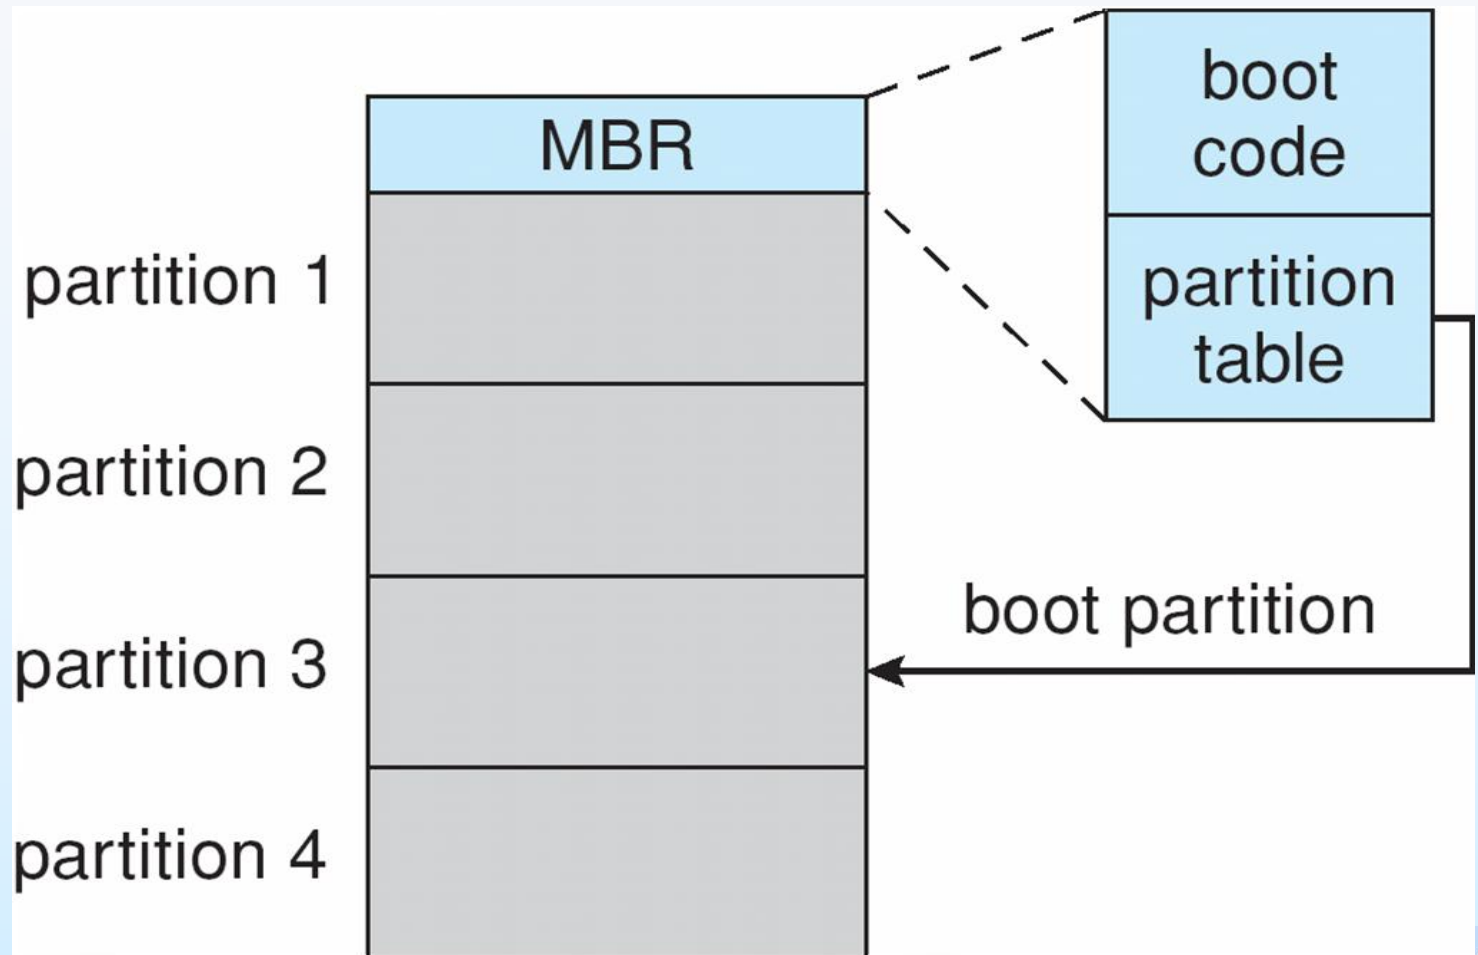 boot
code
MBR
partition 1
partition
table
partition 2
boot partition
partition 3
partition 4